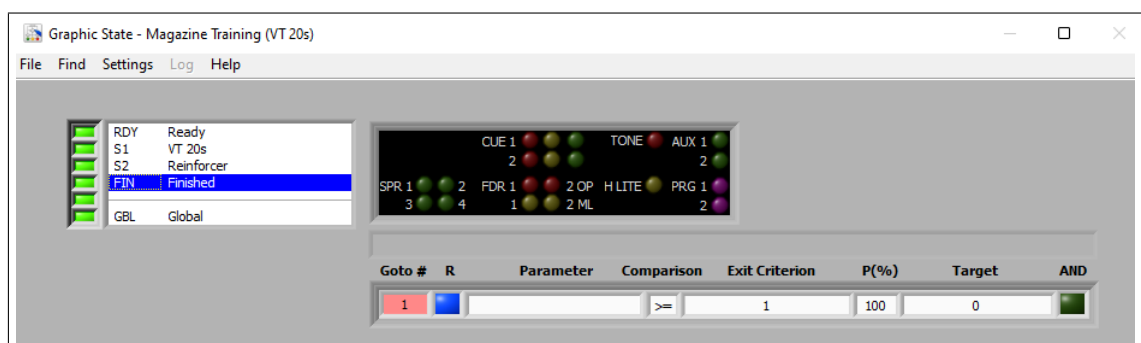 Graphic State - Magazine Training (VT 20s)
File Find Settings Log Help
RDY Ready
S1 VT 20s
S2 Reinforcer
FIN Finished
GBL Global
CUE 1 TONE AUX 1
2 2
SPR 1 2 FDR 1 2 OP H LITE PRG 1
3 4 1 2 ML 2
Goto # R Parameter Comparison Exit Criterion P(%) Target AND
1 >= 1 100 0